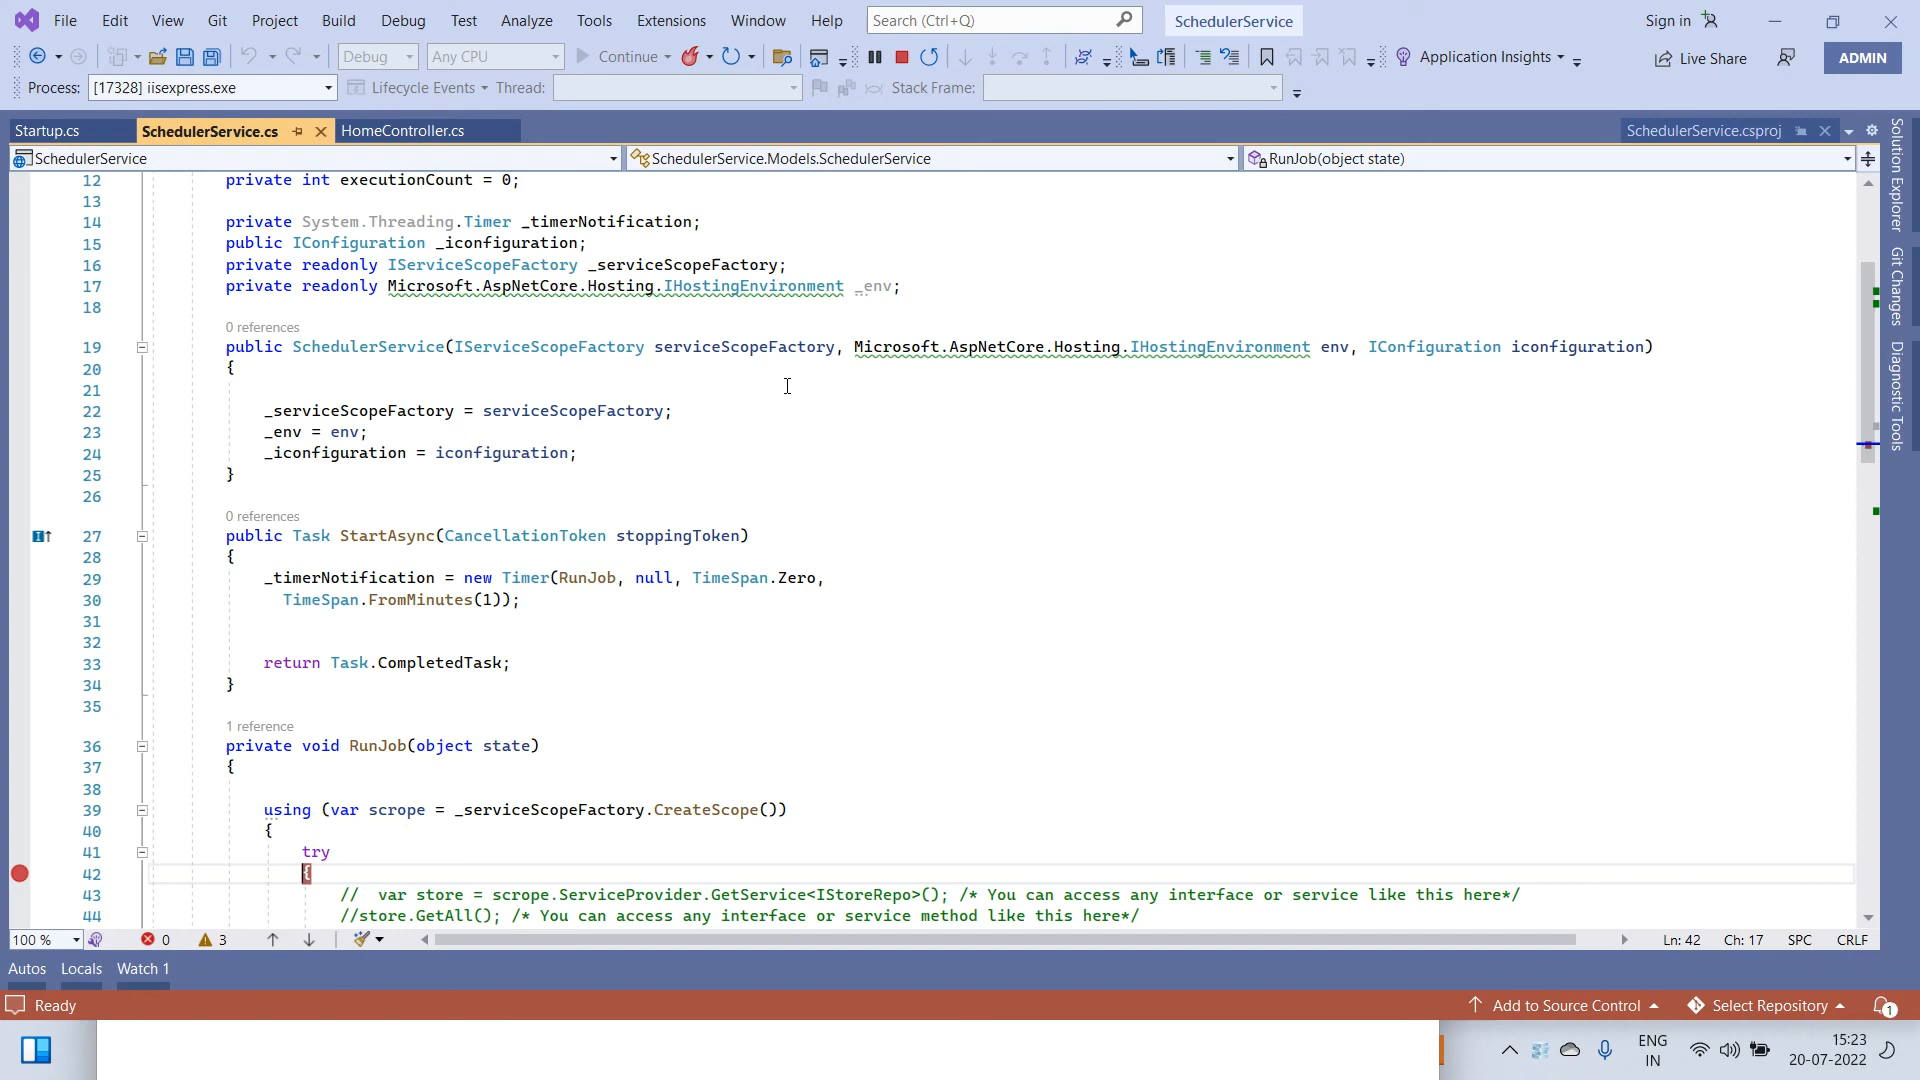 File Edit View Git Project Build Debug Test Analyze Tools Extensions Window Help Search (Ctrl+Q) SchedulerService Sign in
Debug Any CPU Continue Application Insights Live Share ADMIN
Process: [17328] iisexpress.exe Lifecycle Events Thread: Stack Frame:
Startup.cs SchedulerService.cs HomeController.cs SchedulerService.csproj
SchedulerService SchedulerService.Models.SchedulerService RunJob(object state)
12 private int executionCount = 0;
13
14 private System.Threading.Timer _timerNotification;
15 public IConfiguration _iconfiguration;
16 private readonly IServiceScopeFactory _serviceScopeFactory;
17 private readonly Microsoft.AspNetCore.Hosting.IHostingEnvironment _env;
18
0 references
19 public SchedulerService(IServiceScopeFactory serviceScopeFactory, Microsoft.AspNetCore.Hosting.IHostingEnvironment env, IConfiguration iconfiguration)
20 {
21
22 _serviceScopeFactory = serviceScopeFactory;
23 _env = env;
24 _iconfiguration = iconfiguration;
25 }
26
0 references
27 public Task StartAsync(CancellationToken stoppingToken)
28 {
29 _timerNotification = new Timer(RunJob, null, TimeSpan.Zero,
30 TimeSpan.FromMinutes(1));
31
32
33 return Task.CompletedTask;
34 }
35
1 reference
36 private void RunJob(object state)
37 {
38
39 using (var scrope = _serviceScopeFactory.CreateScope())
40 {
41 try
42 {
43 // var store = scrope.ServiceProvider.GetService<IStoreRepo>(); /* You can access any interface or service like this here*/
44 //store.GetAll(); /* You can access any interface or service method like this here*/
Solution Explorer
Git Changes
Diagnostic Tools
100 % 0 3 Ln: 42 Ch: 17 SPC CRLF
Autos Locals Watch 1
Ready Add to Source Control Select Repository 1
ENG 15:23
IN 20-07-2022